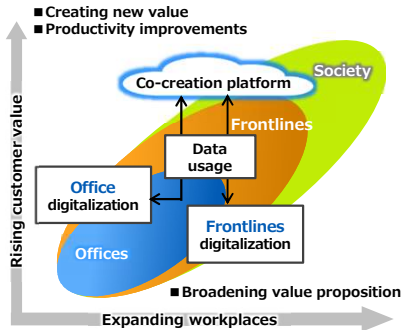 ■Creating new value
■Productivity improvements
Society
Co-creation platform
Frontlines
Data
usage
Office
digitalization
Frontlines
digitalization
Offices
■Broadening value proposition
Rising customer value
Expanding workplaces